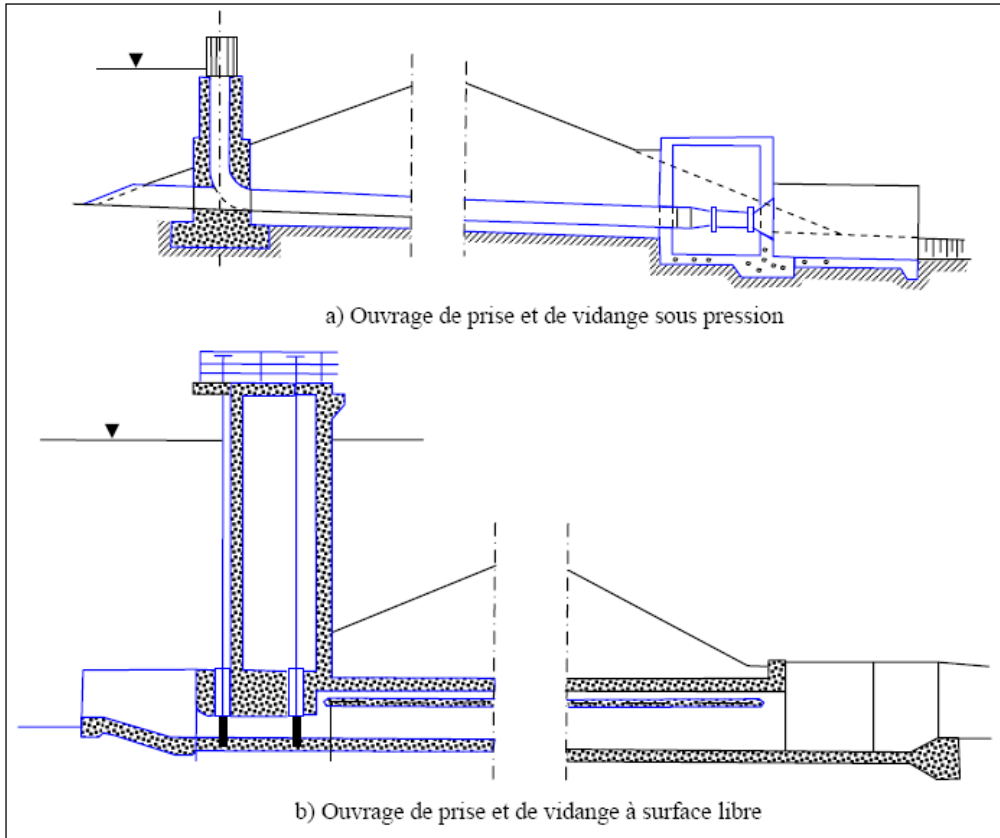 a) Ouvrage de prise et de vidange sous pression
b) Ouvrage de prise et de vidange à surface libre